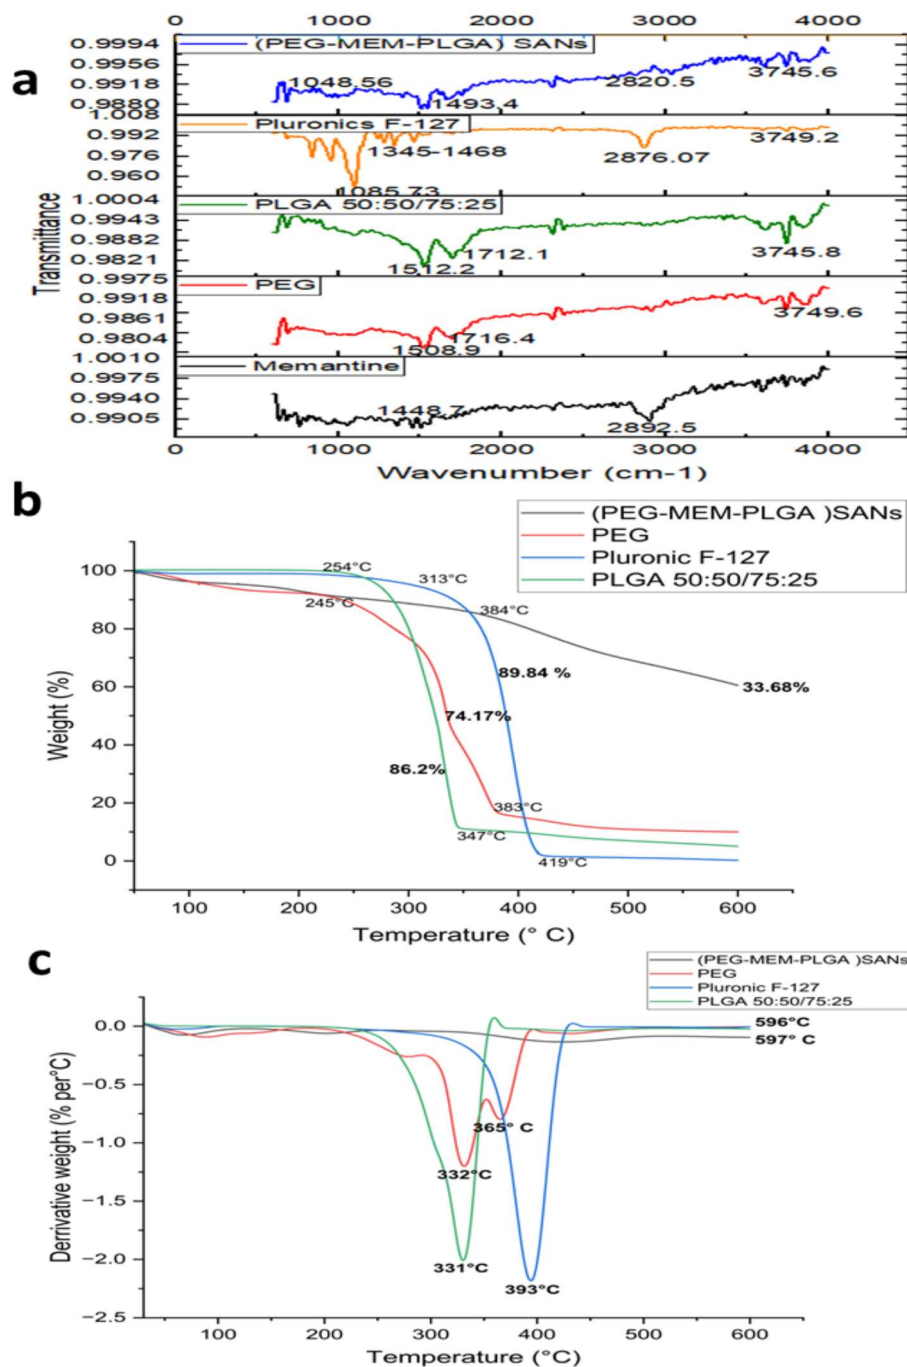 0 1000 2000 3000 4000
a
0.9994
0.9956
0.9918
0.9880
(PEG-MEM-PLGA) SANs
1048.56
1493.4
2820.5
3745.6
1.008
0.992
0.976
0.960
Pluronics F-127
1345-1468
1085.73
2876.07
3749.2
1.0004
0.9943
0.9882
0.9821
PLGA 50:50/75:25
1512.2
1712.1
3745.8
0.9975
0.9918
0.9861
0.9804
PEG
1508.9
1716.4
3749.6
1.0010
0.9975
0.9940
0.9905
Memantine
1448.7
2892.5
Transmittance
0 1000 2000 3000 4000
Wavenumber (cm-1)
b
(PEG-MEM-PLGA )SANs
PEG
Pluronic F-127
PLGA 50:50/75:25
100
80
60
40
20
0
Weight (%)
254°C
313°C
245°C
384°C
89.84 %
33.68%
74.17%
86.2%
383°C
347°C
419°C
100 200 300 400 500 600
Temperature (° C)
c
(PEG-MEM-PLGA )SANs
PEG
Pluronic F-127
PLGA 50:50/75:25
0.0
−0.5
−1.0
−1.5
−2.0
−2.5
Derrivative weight (% per°C)
596°C
597° C
365° C
332°C
331°C
393°C
100 200 300 400 500 600
Temperature (°C)